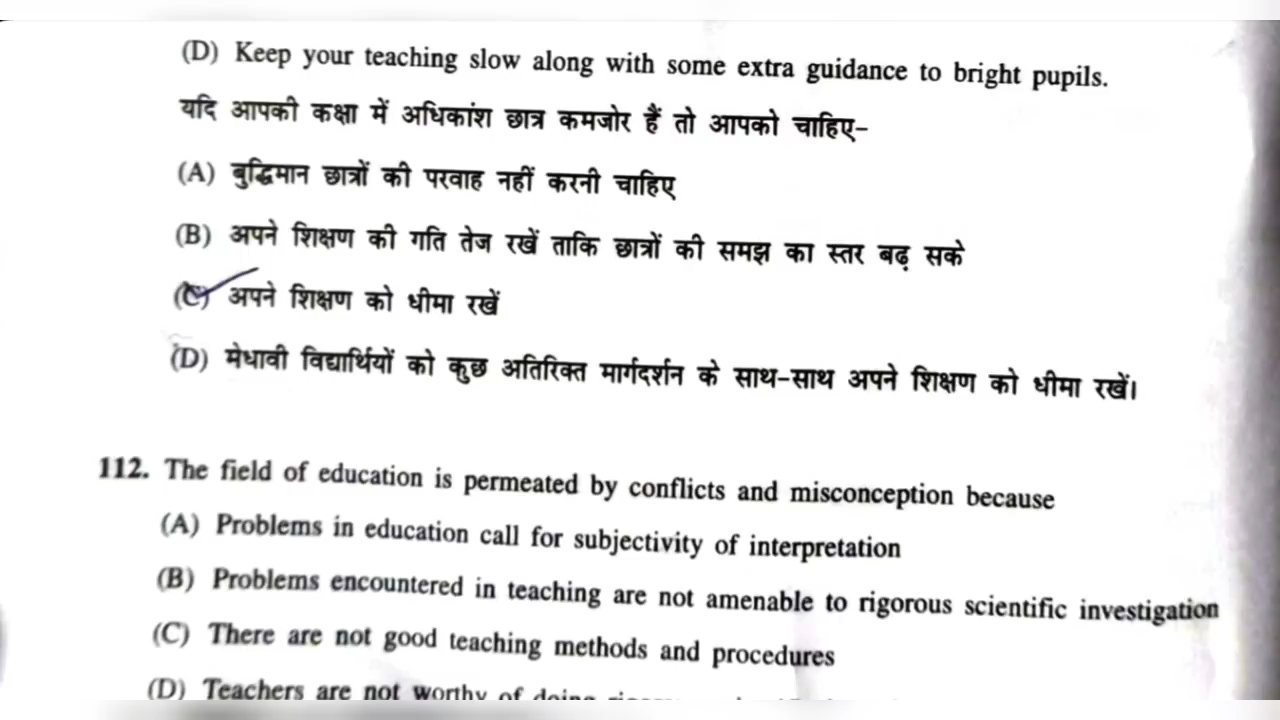 (D) Keep your teaching slow along with some extra guidance to bright pupils.
यदि आपकी कक्षा में अधिकांश छात्र कमजोर हैं तो आपको चाहिए-
(A) बुद्धिमान छात्रों की परवाह नहीं करनी चाहिए
(B) अपने शिक्षण की गति तेज रखें ताकि छात्रों की समझ का स्तर बढ़ सके
(C) अपने शिक्षण को धीमा रखें
(D) मेधावी विद्यार्थियों को कुछ अतिरिक्त मार्गदर्शन के साथ-साथ अपने शिक्षण को धीमा रखें।
112. The field of education is permeated by conflicts and misconception because
(A) Problems in education call for subjectivity of interpretation
(B) Problems encountered in teaching are not amenable to rigorous scientific investigation
(C) There are not good teaching methods and procedures
(D) Teachers are not worthy of doing